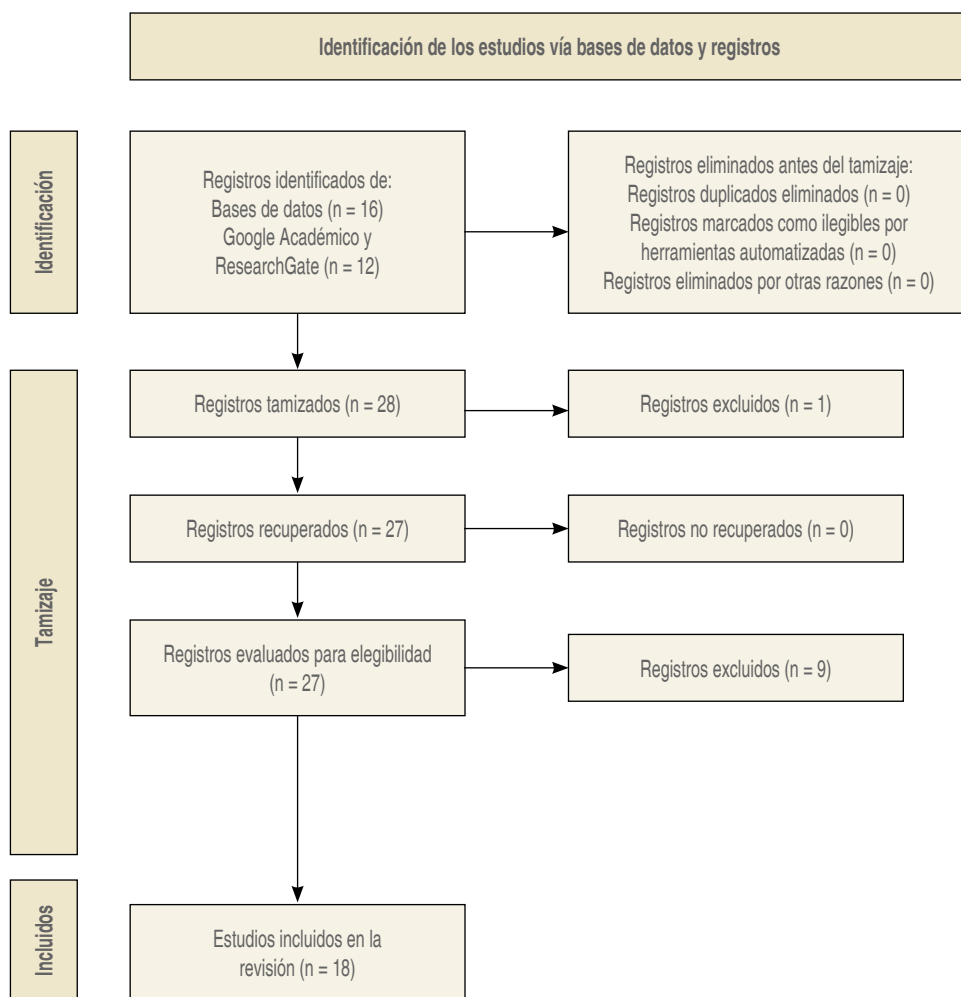 Identificación de los estudios vía bases de datos y registros
Identificación
Registros identificados de:
Bases de datos (n = 16)
Google Académico y
ResearchGate (n = 12)
Registros eliminados antes del tamizaje:
Registros duplicados eliminados (n = 0)
Registros marcados como ilegibles por
herramientas automatizadas (n = 0)
Registros eliminados por otras razones (n = 0)
Tamizaje
Registros tamizados (n = 28)
Registros excluidos (n = 1)
Registros recuperados (n = 27)
Registros no recuperados (n = 0)
Registros evaluados para elegibilidad
(n = 27)
Registros excluidos (n = 9)
Incluidos
Estudios incluidos en la
revisión (n = 18)